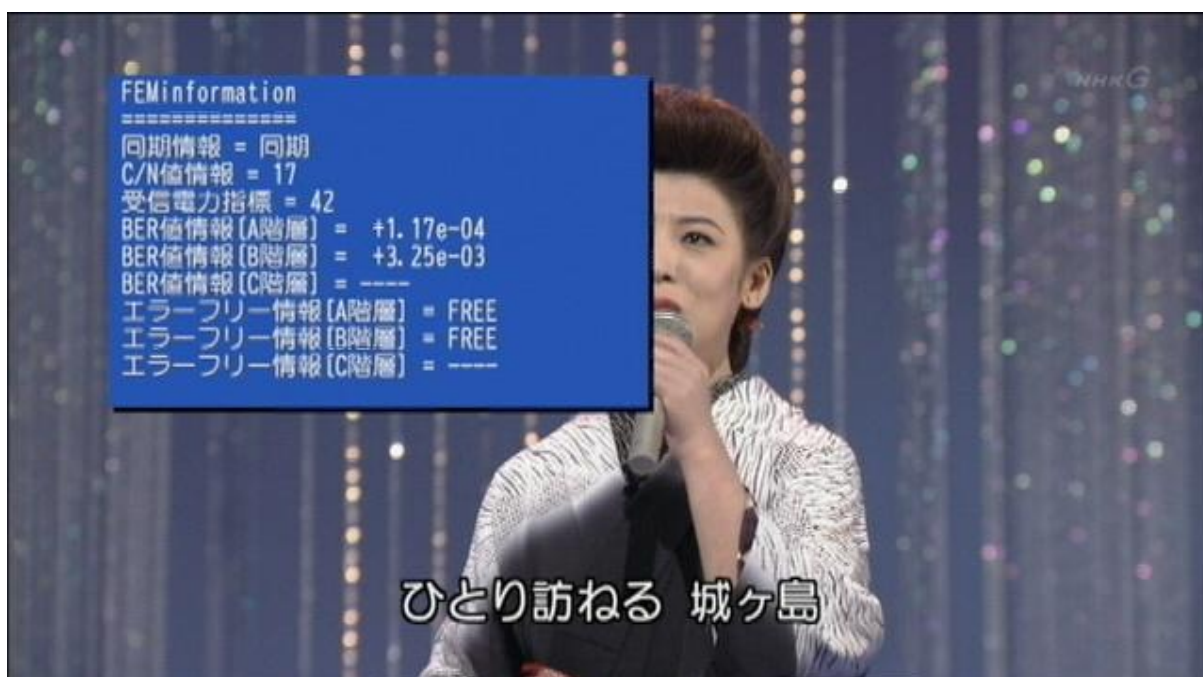 NHK G
FEMinformation
==============
同期情報 = 同期
C/N値情報 = 17
受信電力指標 = 42
BER値情報[A階層] = +1.17e-04
BER値情報[B階層] = +3.25e-03
BER値情報[C階層] = ----
エラーフリー情報[A階層] = FREE
エラーフリー情報[B階層] = FREE
エラーフリー情報[C階層] = ----
ひとり訪ねる 城ヶ島